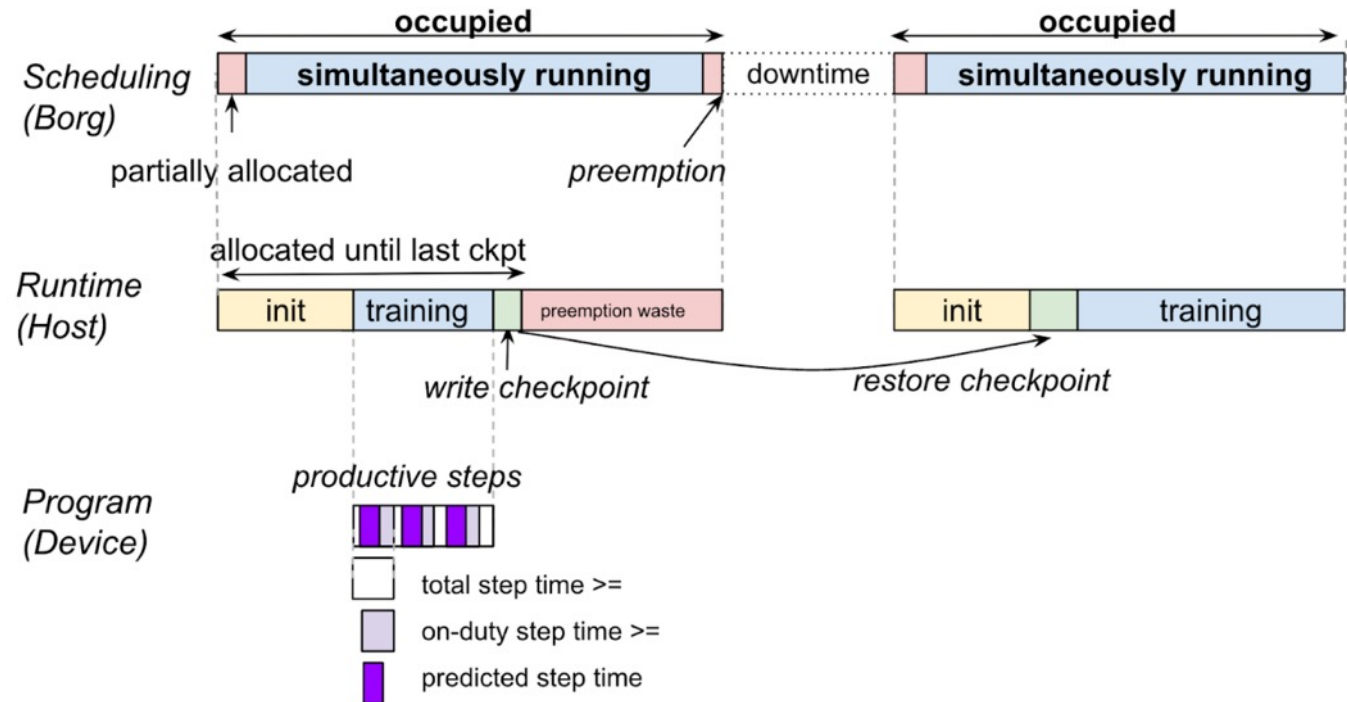 occupied
occupied
Scheduling
(Borg)
simultaneously running
downtime
simultaneously running
partially allocated
preemption
allocated until last ckpt
Runtime
(Host)
init
training
preemption waste
init
training
write checkpoint
restore checkpoint
productive steps
Program
(Device)
total step time >=
on-duty step time >=
predicted step time